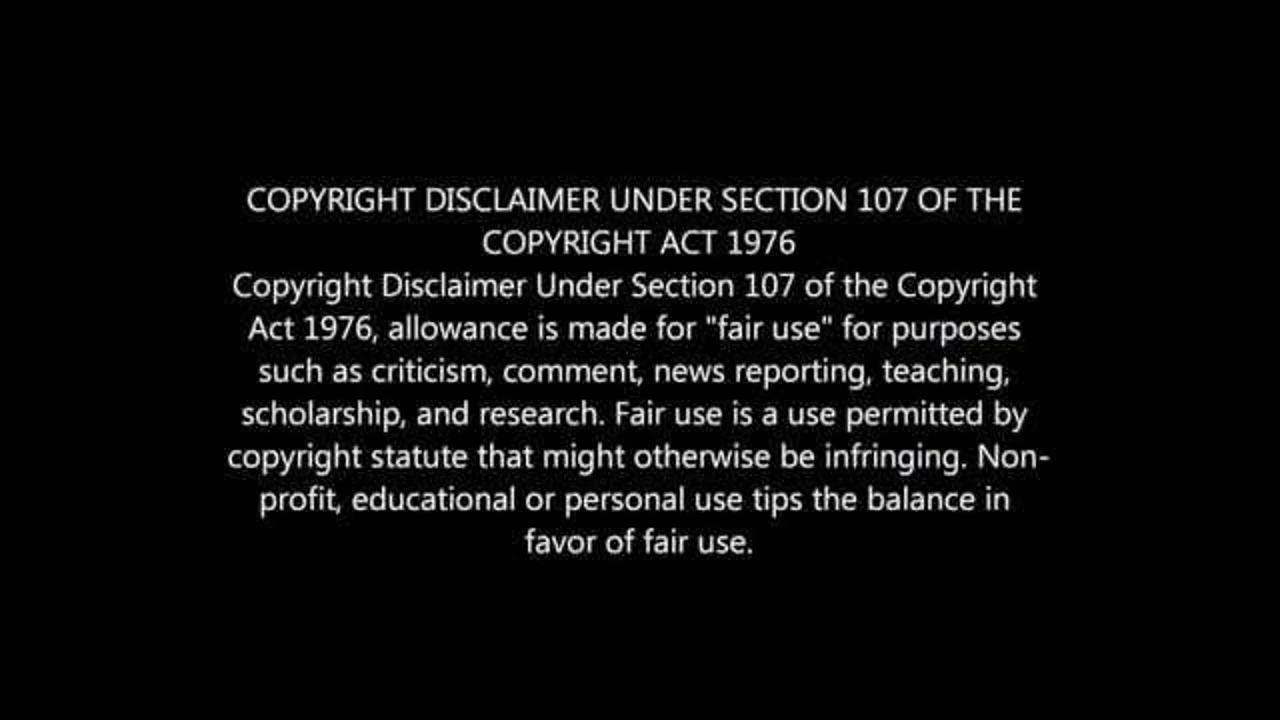 COPYRIGHT DISCLAIMER UNDER SECTION 107 OF THE
COPYRIGHT ACT 1976
Copyright Disclaimer Under Section 107 of the Copyright
Act 1976, allowance is made for "fair use" for purposes
such as criticism, comment, news reporting, teaching,
scholarship, and research. Fair use is a use permitted by
copyright statute that might otherwise be infringing. Non-
profit, educational or personal use tips the balance in
favor of fair use.